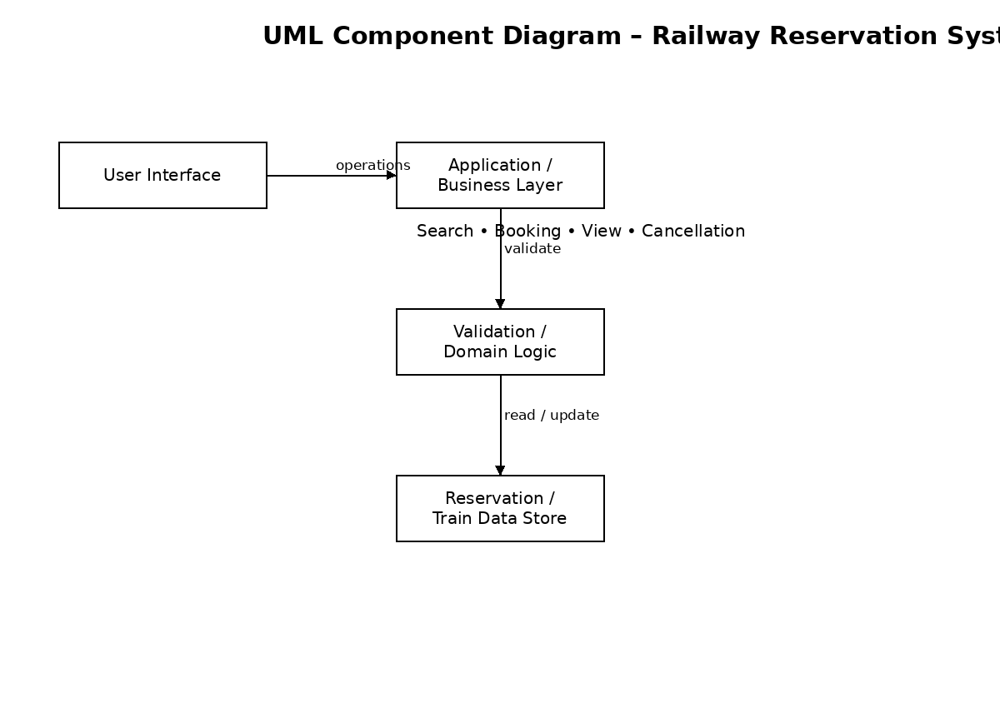 UML Component Diagram – Railway Reservation Syst
User Interface
operations
Application /
Business Layer
Search • Booking • View • Cancellation
validate
Validation /
Domain Logic
read / update
Reservation /
Train Data Store